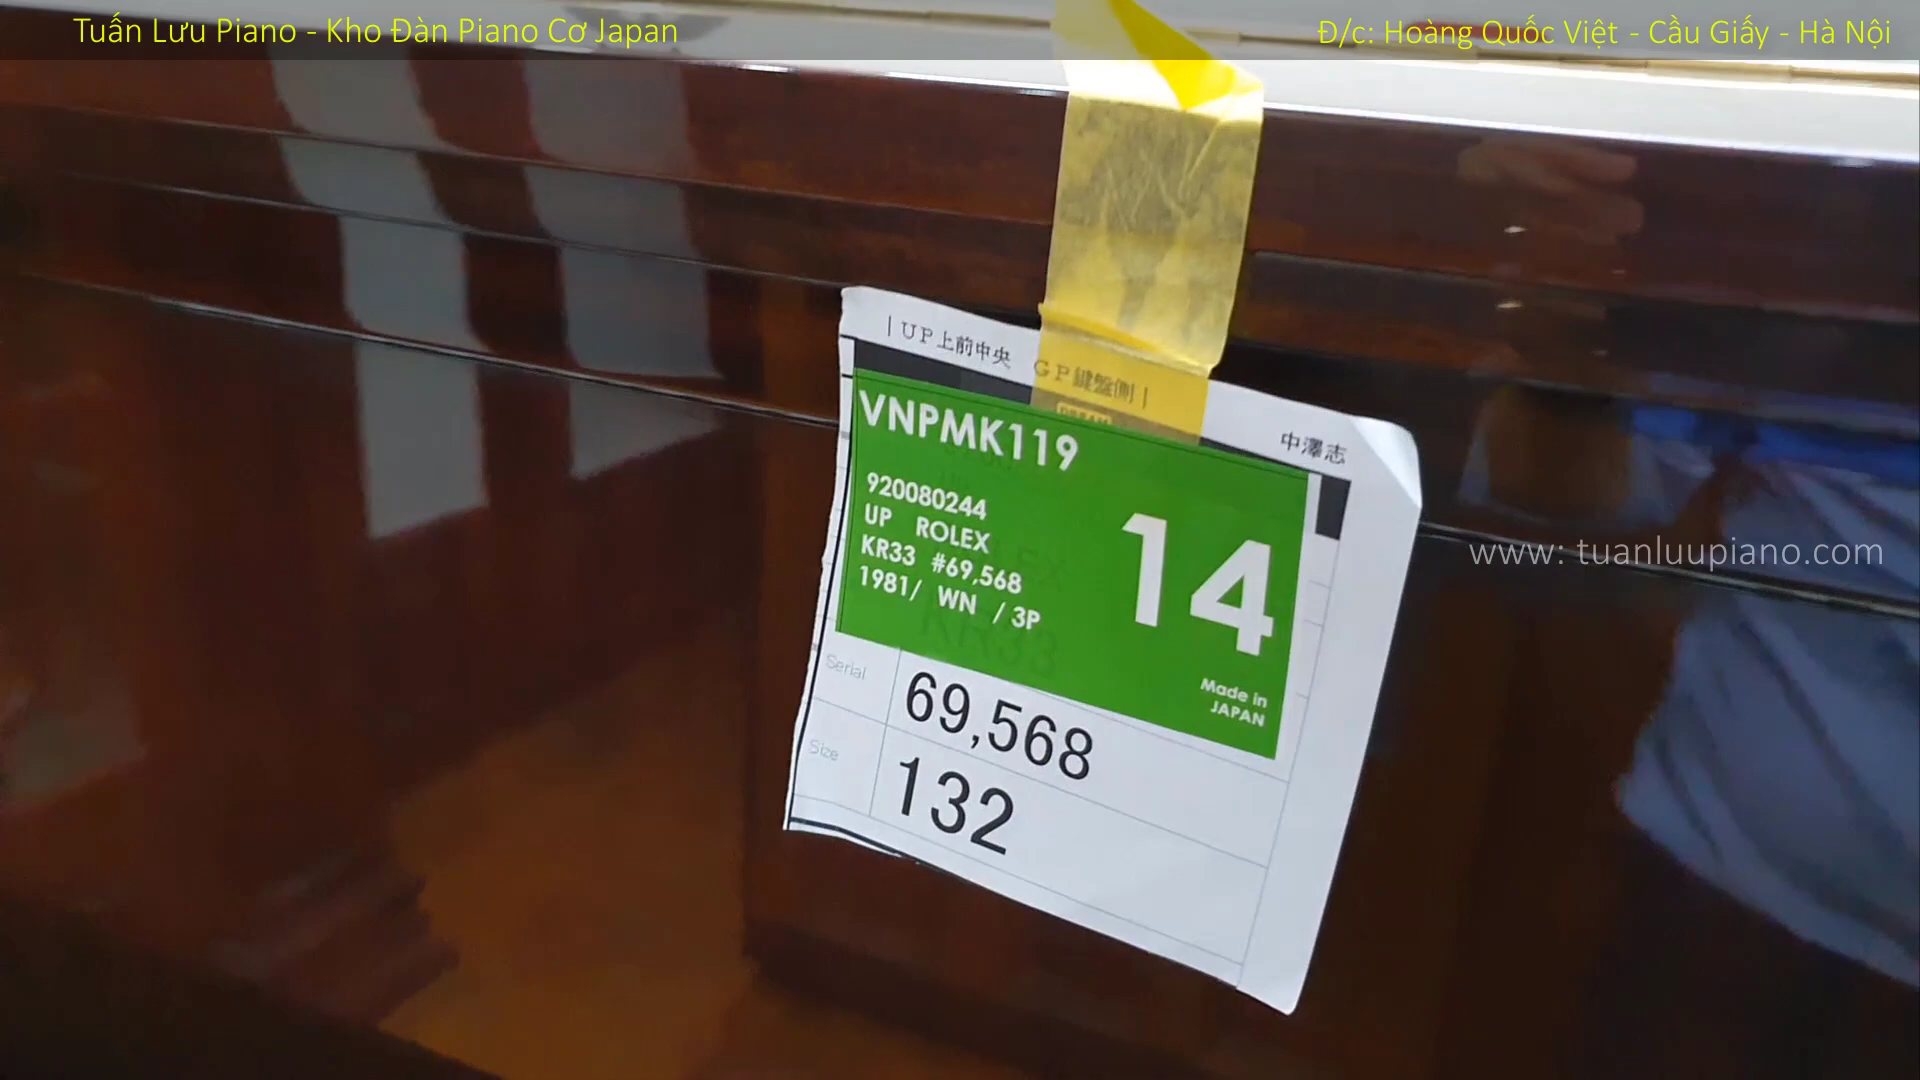 Tuấn Lưu Piano - Kho Đàn Piano Cơ Japan
Đ/c: Hoàng Quốc Việt - Cầu Giấy - Hà Nội
｜UP上前中央 GP鍵盤側｜
中澤志
VNPMK119
920080244
UP ROLEX
KR33 #69,568
1981/ WN / 3P
14
Made in
JAPAN
www: tuanluupiano.com
Serial 69,568
Size 132